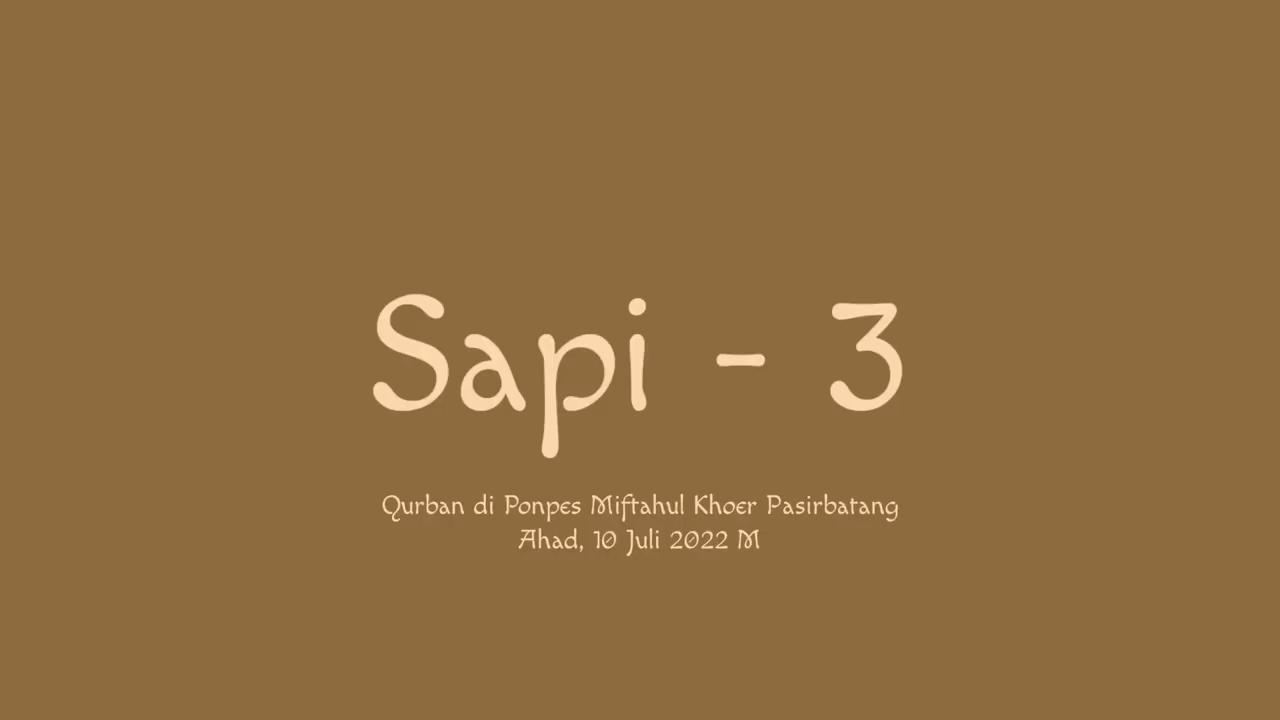 Sapi - 3
Qurban di Ponpes Miftahul Khoer Pasirbatang
Ahad, 10 Juli 2022 M